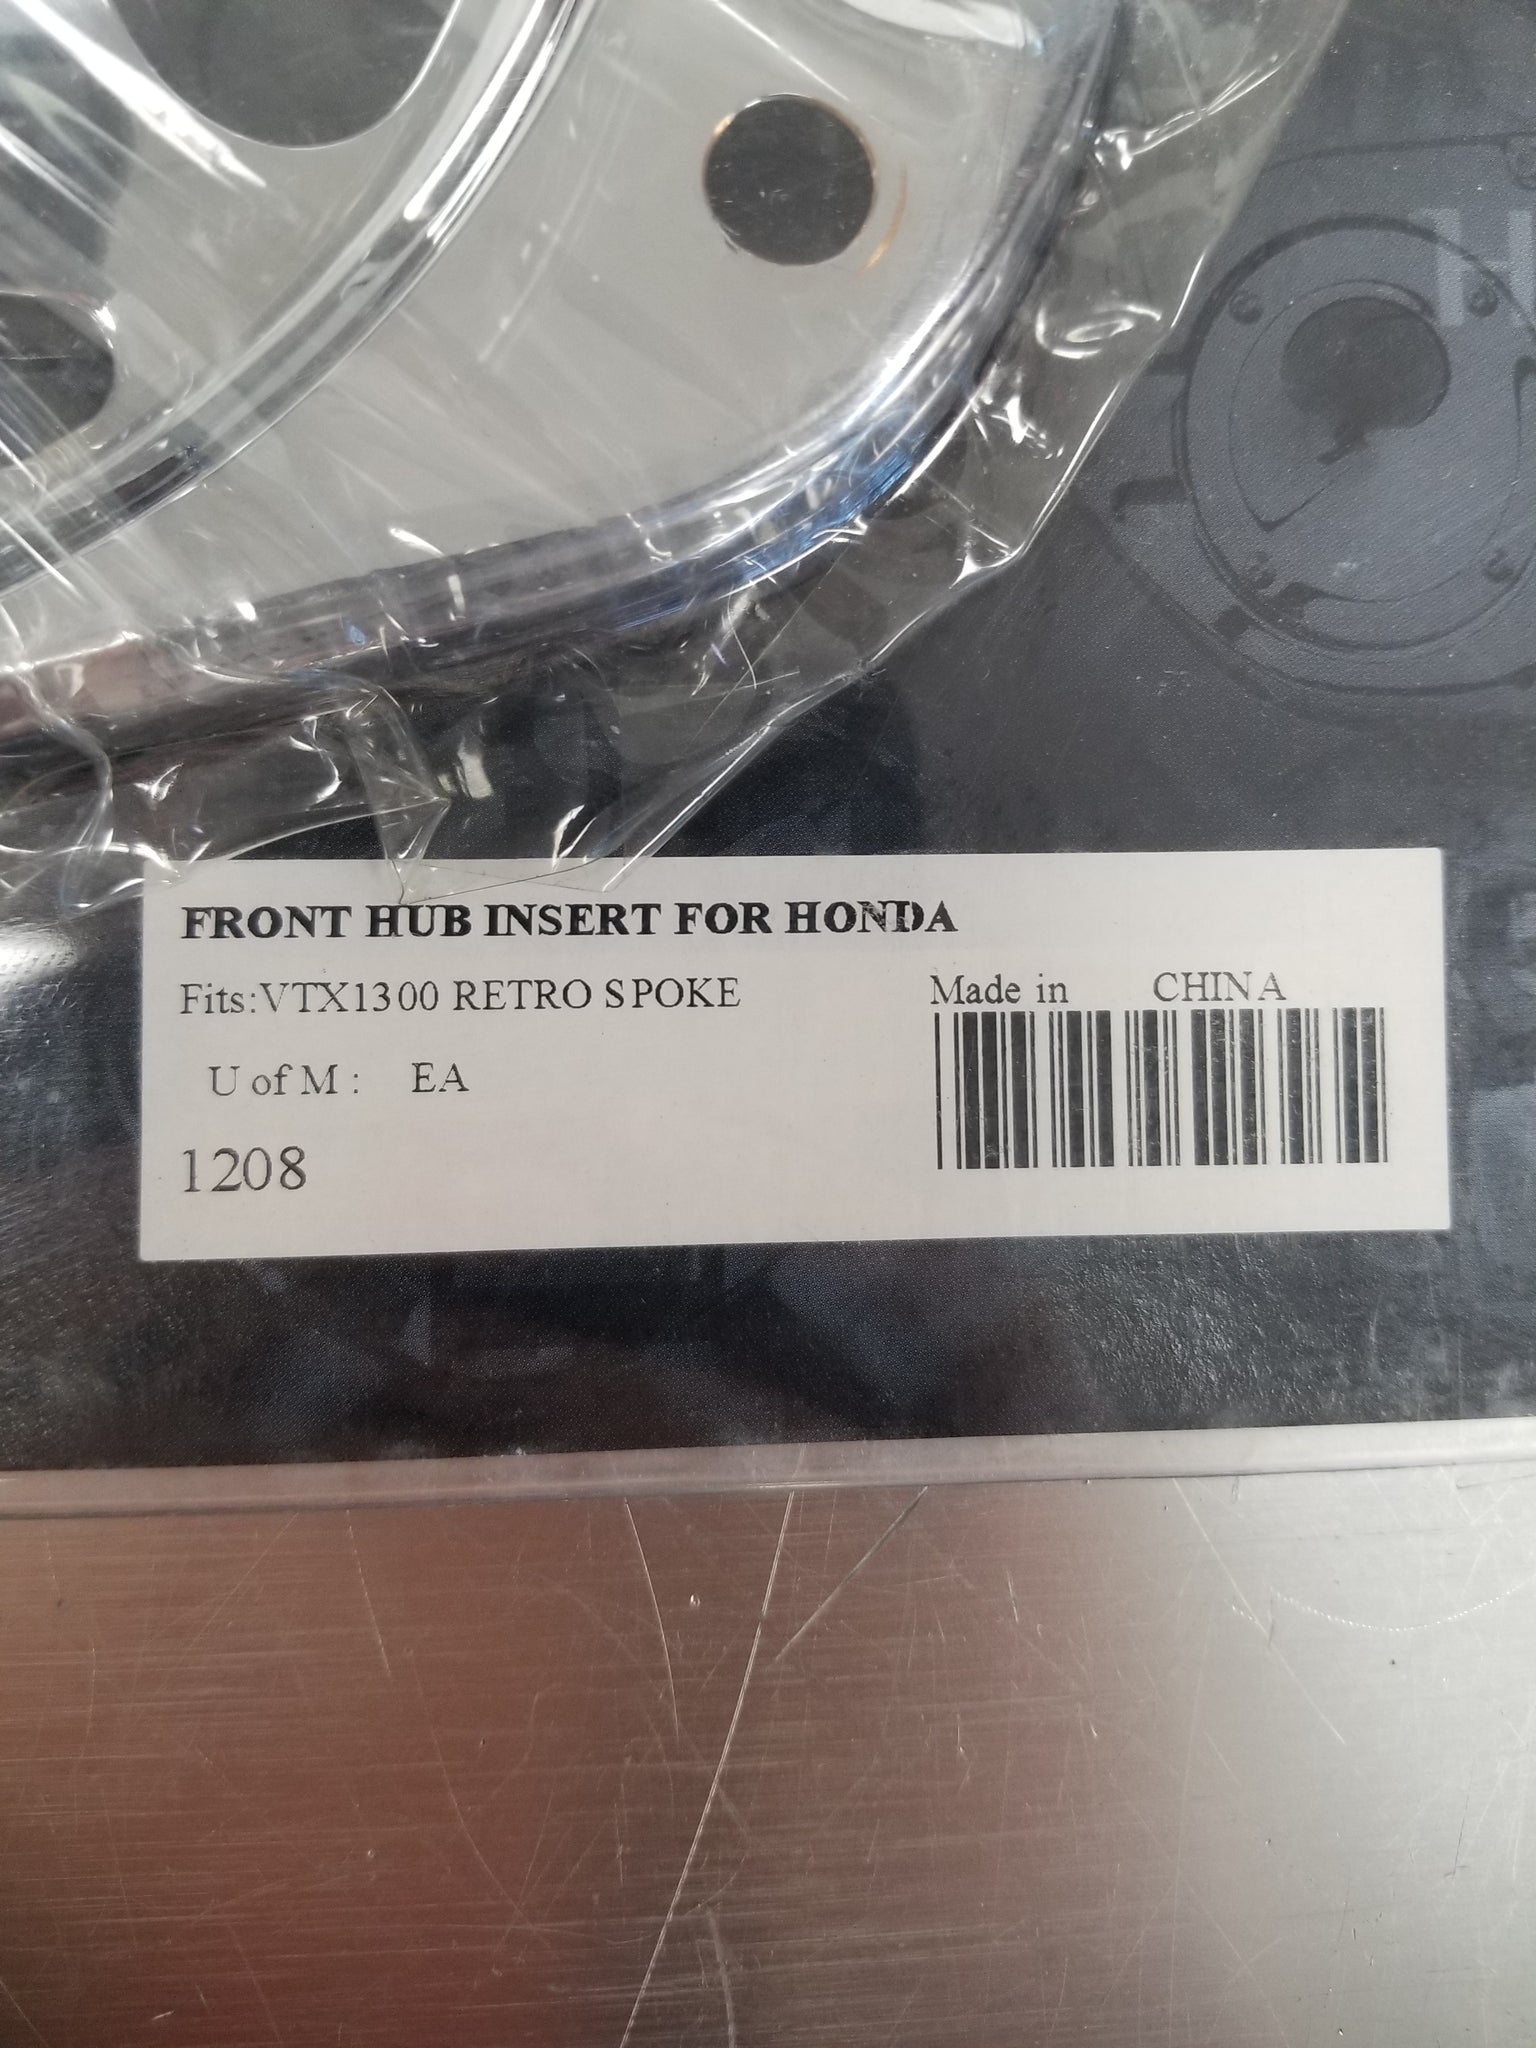 FRONT HUB INSERT FOR HONDA
Fits:VTX1300 RETRO SPOKE
Made in CHINA
U of M : EA
1208